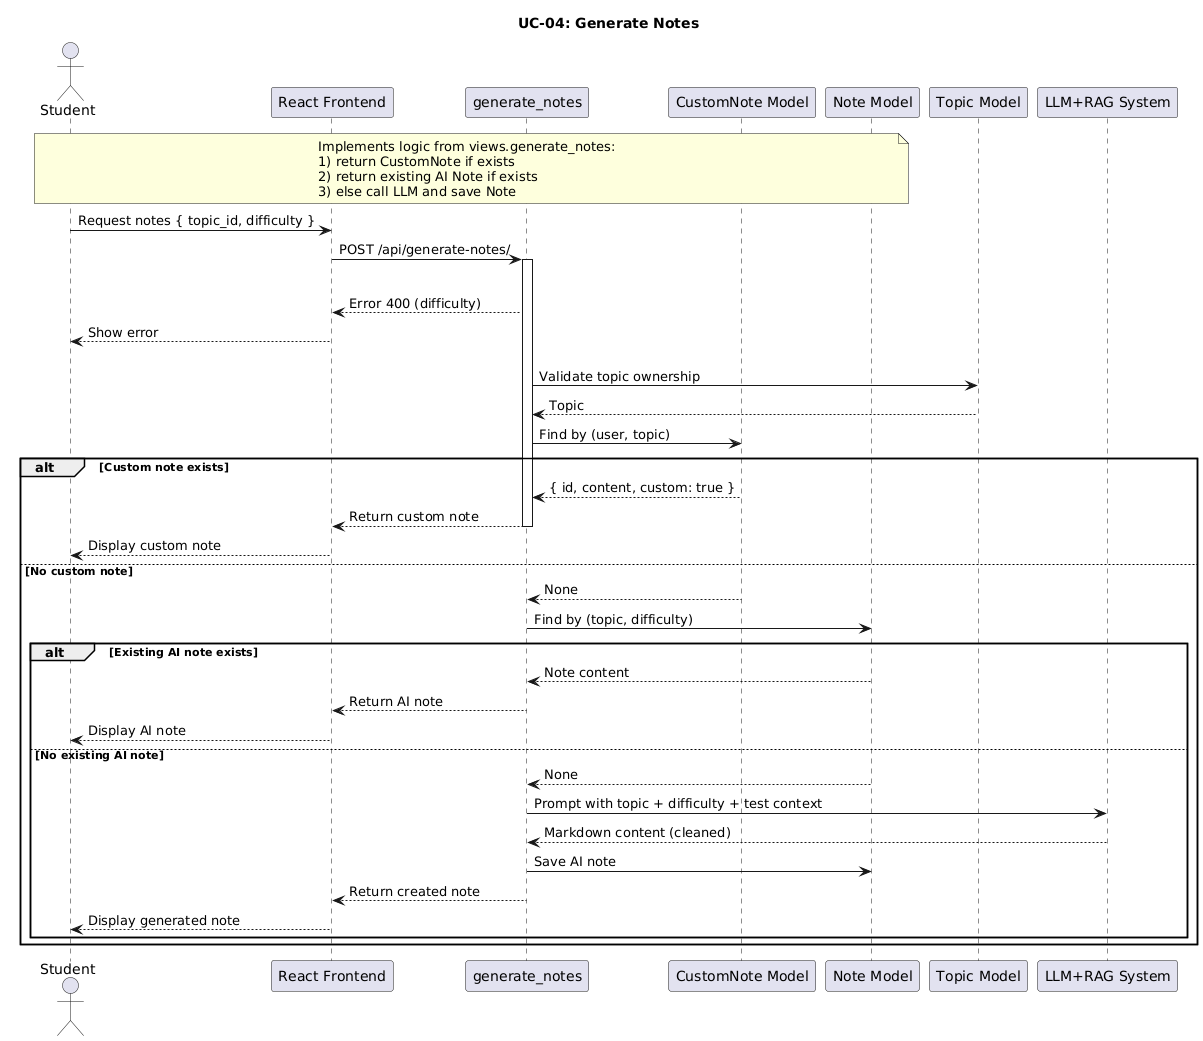 UC-04: Generate Notes
Student
React Frontend
generate_notes
CustomNote Model
Note Model
Topic Model
LLM+RAG System
Implements logic from views.generate_notes:
1) return CustomNote if exists
2) return existing AI Note if exists
3) else call LLM and save Note
Request notes { topic_id, difficulty }
POST /api/generate-notes/
Error 400 (difficulty)
Show error
Validate topic ownership
Topic
Find by (user, topic)
alt [Custom note exists]
{ id, content, custom: true }
Return custom note
Display custom note
[No custom note]
None
Find by (topic, difficulty)
alt [Existing AI note exists]
Note content
Return AI note
Display AI note
[No existing AI note]
None
Prompt with topic + difficulty + test context
Markdown content (cleaned)
Save AI note
Return created note
Display generated note
Student
React Frontend
generate_notes
CustomNote Model
Note Model
Topic Model
LLM+RAG System